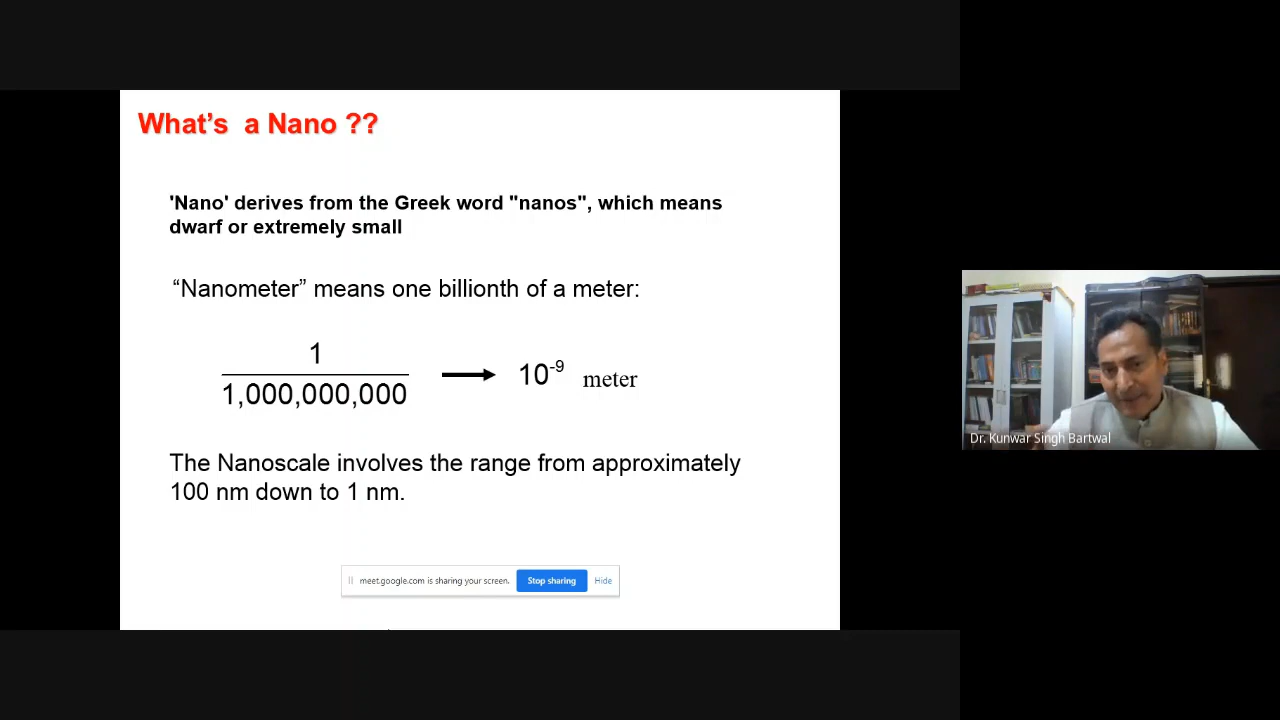 What's  a Nano ??
'Nano' derives from the Greek word "nanos", which means
dwarf or extremely small
“Nanometer” means one billionth of a meter:
1
1,000,000,000
10⁻⁹ meter
The Nanoscale involves the range from approximately
100 nm down to 1 nm.
meet.google.com is sharing your screen. Stop sharing Hide
Dr. Kunwar Singh Bartwal